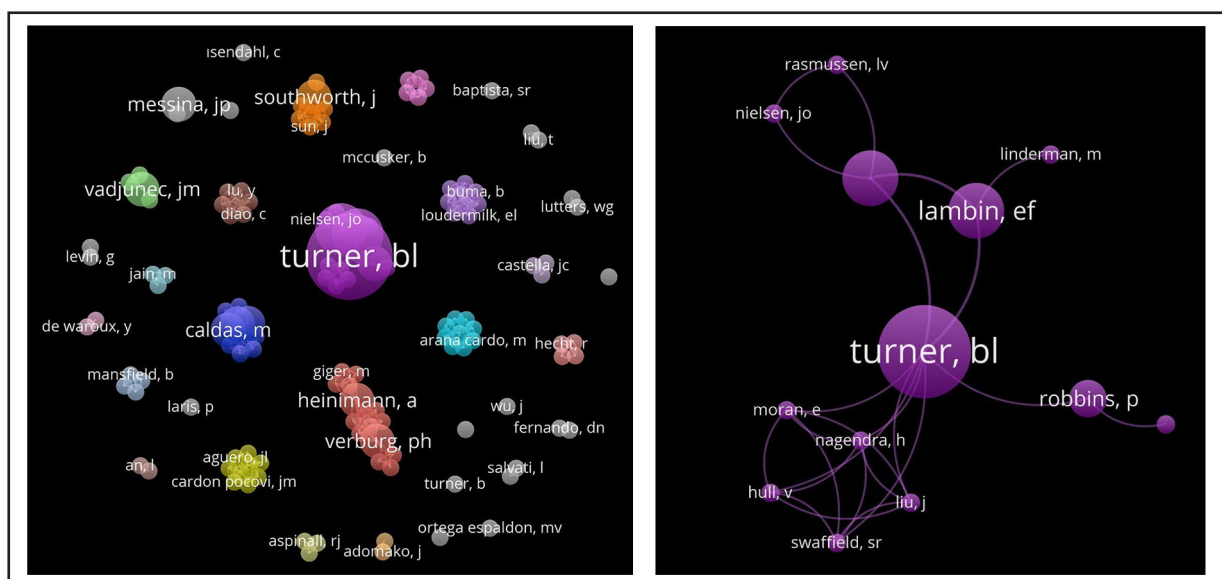 ısendahl, c
messina, jp
southworth, j
sun, j
baptista, sr
liu, t
mccusker, b
vadjunec, jm
lu, y
diao, c
nielsen, jo
turner, bl
buma, b
loudermilk, el
lutters, wg
levin, g
jain, m
castella, jc
de waroux, y
caldas, m
arana cardo, m
hecht, r
mansfield, b
giger, m
heinimann, a
laris, p
wu, j
verburg, ph
fernando, dn
aguero, jl
an, l
cardon pocovi, jm
salvati, l
turner, b
ortega espaldon, mv
aspinall, rj
adomako, j
rasmussen, lv
nielsen, jo
linderman, m
lambin, ef
turner, bl
robbins, p
moran, e
nagendra, h
hull, v
liu, j
swaffield, sr